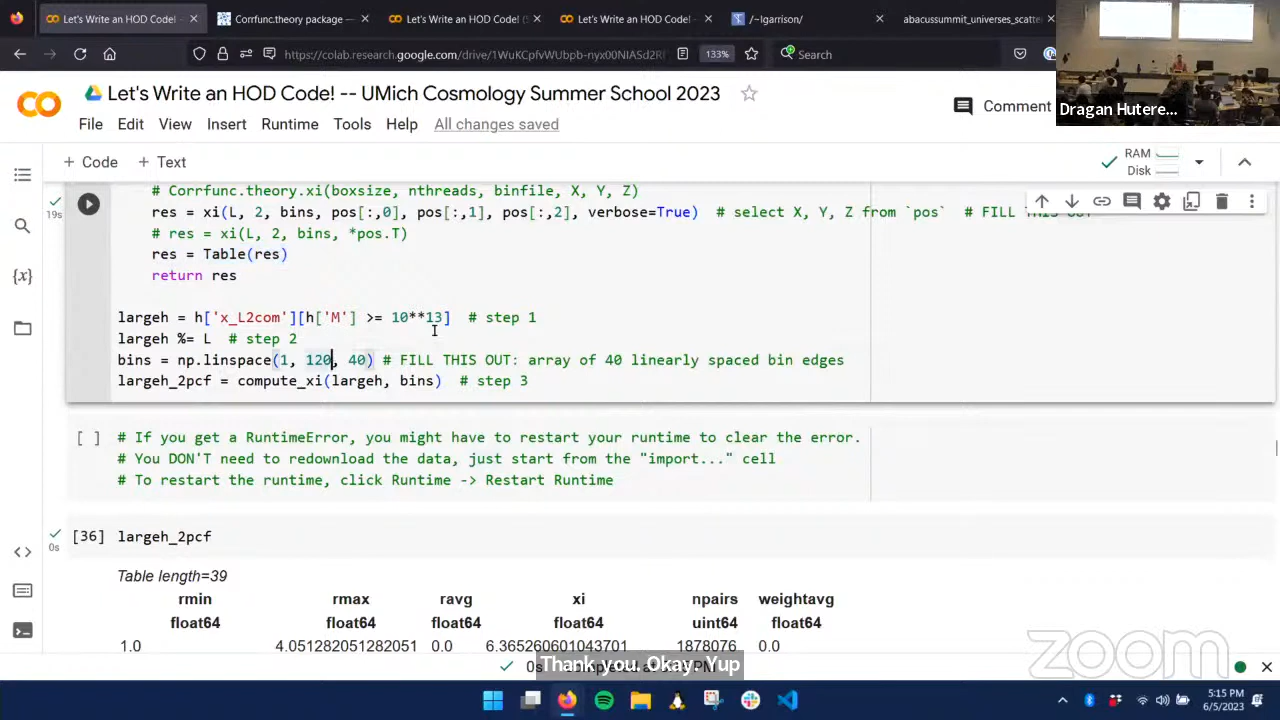 Let's Write an HOD Code! -
Corrfunc.theory package —
Let's Write an HOD Code! (S
Let's Write an HOD Code! -
/~lgarrison/
abacussummit_universes_scatte
133%
Search
CO
Let's Write an HOD Code! -- UMich Cosmology Summer School 2023
File Edit View Insert Runtime Tools Help All changes saved
Comment
Dragan Hutere...
+ Code + Text
RAM
Disk
# Corrfunc.theory.xi(boxsize, nthreads, binfile, X, Y, Z)
19s
res = xi(L, 2, bins, pos[:,0], pos[:,1], pos[:,2], verbose=True) # select X, Y, Z from `pos` # FILL THIS OUT
# res = xi(L, 2, bins, *pos.T)
res = Table(res)
return res
largeh = h['x_L2com'][h['M'] >= 10**13] # step 1
largeh %= L # step 2
bins = np.linspace(1, 120, 40) # FILL THIS OUT: array of 40 linearly spaced bin edges
largeh_2pcf = compute_xi(largeh, bins) # step 3
[ ] # If you get a RuntimeError, you might have to restart your runtime to clear the error.
# You DON'T need to redownload the data, just start from the "import..." cell
# To restart the runtime, click Runtime -> Restart Runtime
[36] largeh_2pcf
0s
Table length=39
rmin rmax ravg xi npairs weightavg
float64 float64 float64 float64 uint64 float64
1.0 4.051282051282051 0.0 6.365260601043701 1878076 0.0
zoom
0s
Thank you. Okay. Yup
5:15 PM
6/5/2023